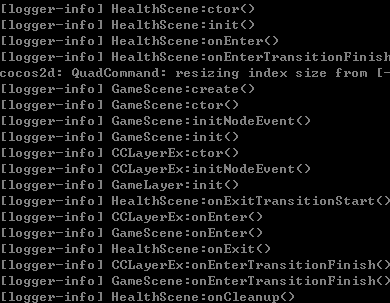 [logger-info] HealthScene:ctor()
[logger-info] HealthScene:init()
[logger-info] HealthScene:onEnter()
[logger-info] HealthScene:onEnterTransitionFinish
cocos2d: QuadCommand: resizing index size from [-
[logger-info] GameScene:create()
[logger-info] GameScene:ctor()
[logger-info] GameScene:initNodeEvent()
[logger-info] GameScene:init()
[logger-info] CCLayerEx:ctor()
[logger-info] CCLayerEx:initNodeEvent()
[logger-info] GameLayer:init()
[logger-info] HealthScene:onExitTransitionStart()
[logger-info] CCLayerEx:onEnter()
[logger-info] GameScene:onEnter()
[logger-info] HealthScene:onExit()
[logger-info] CCLayerEx:onEnterTransitionFinish()
[logger-info] GameScene:onEnterTransitionFinish()
[logger-info] HealthScene:onCleanup()